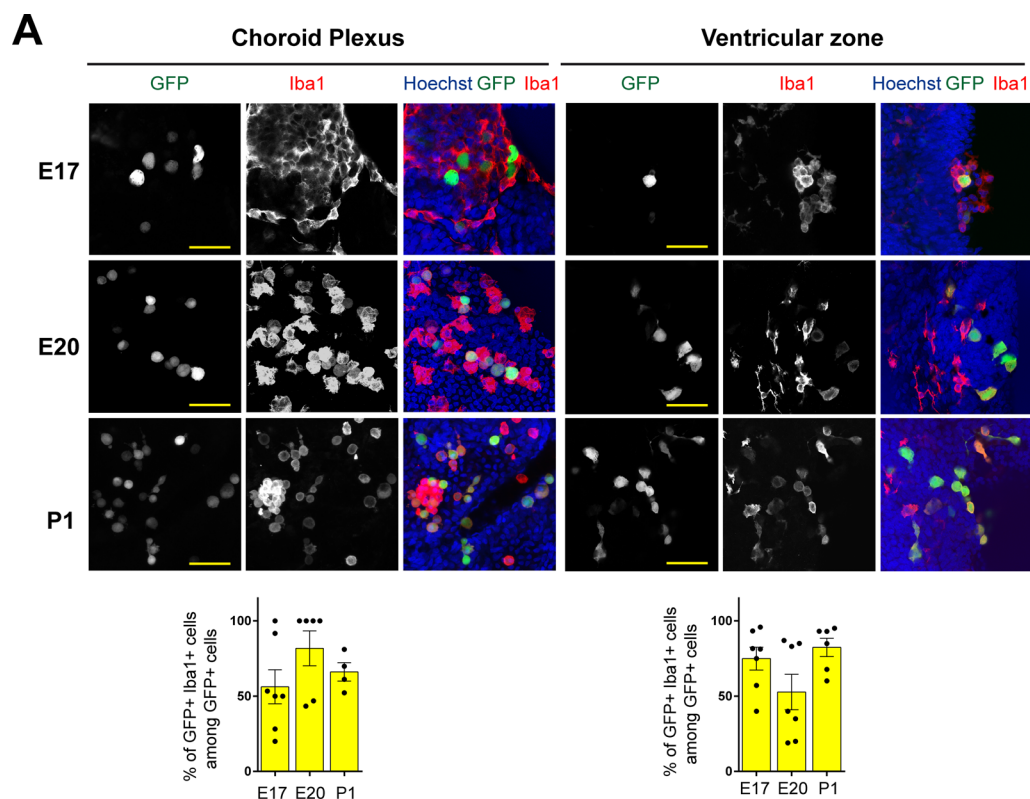 A
Choroid Plexus
Ventricular zone
GFP
Iba1
Hoechst GFP Iba1
GFP
Iba1
Hoechst GFP Iba1
E17
E20
P1
% of GFP+ Iba1+ cells
among GFP+ cells
100
50
0
E17 E20 P1
% of GFP+ Iba1+ cells
among GFP+ cells
100
50
0
E17 E20 P1